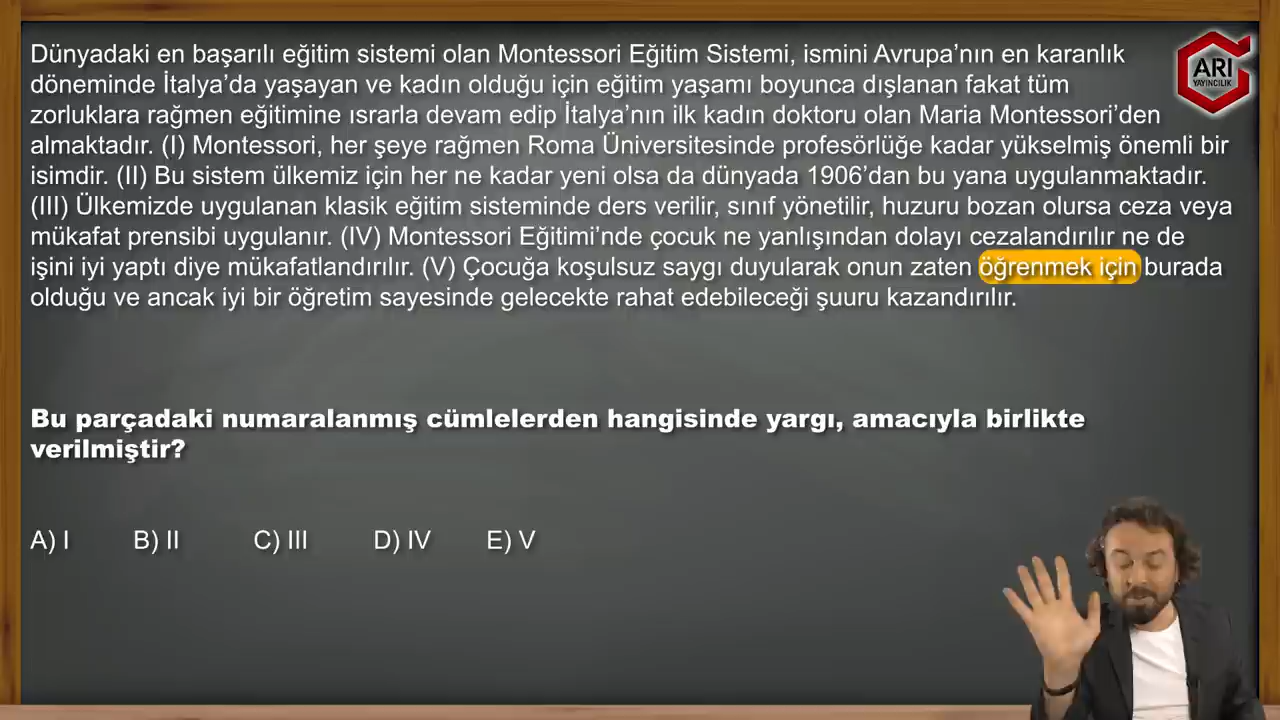 Dünyadaki en başarılı eğitim sistemi olan Montessori Eğitim Sistemi, ismini Avrupa’nın en karanlık
döneminde İtalya’da yaşayan ve kadın olduğu için eğitim yaşamı boyunca dışlanan fakat tüm
zorluklara rağmen eğitimine ısrarla devam edip İtalya’nın ilk kadın doktoru olan Maria Montessori’den
almaktadır. (I) Montessori, her şeye rağmen Roma Üniversitesinde profesörlüğe kadar yükselmiş önemli bir
isimdir. (II) Bu sistem ülkemiz için her ne kadar yeni olsa da dünyada 1906’dan bu yana uygulanmaktadır.
(III) Ülkemizde uygulanan klasik eğitim sisteminde ders verilir, sınıf yönetilir, huzuru bozan olursa ceza veya
mükafat prensibi uygulanır. (IV) Montessori Eğitimi’nde çocuk ne yanlışından dolayı cezalandırılır ne de
işini iyi yaptı diye mükafatlandırılır. (V) Çocuğa koşulsuz saygı duyularak onun zaten öğrenmek için burada
olduğu ve ancak iyi bir öğretim sayesinde gelecekte rahat edebileceği şuuru kazandırılır.
ARI
YAYINCILIK
Bu parçadaki numaralanmış cümlelerden hangisinde yargı, amacıyla birlikte
verilmiştir?
A) I B) II C) III D) IV E) V